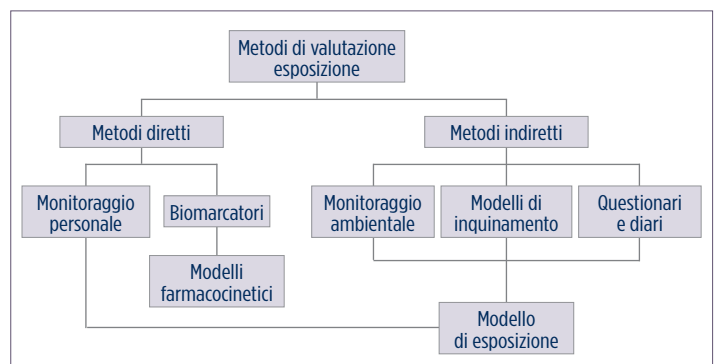 Metodi di valutazione
esposizione
Metodi diretti
Metodi indiretti
Monitoraggio
personale
Biomarcatori
Monitoraggio
ambientale
Modelli di
inquinamento
Questionari
e diari
Modelli
farmacocinetici
Modello
di esposizione